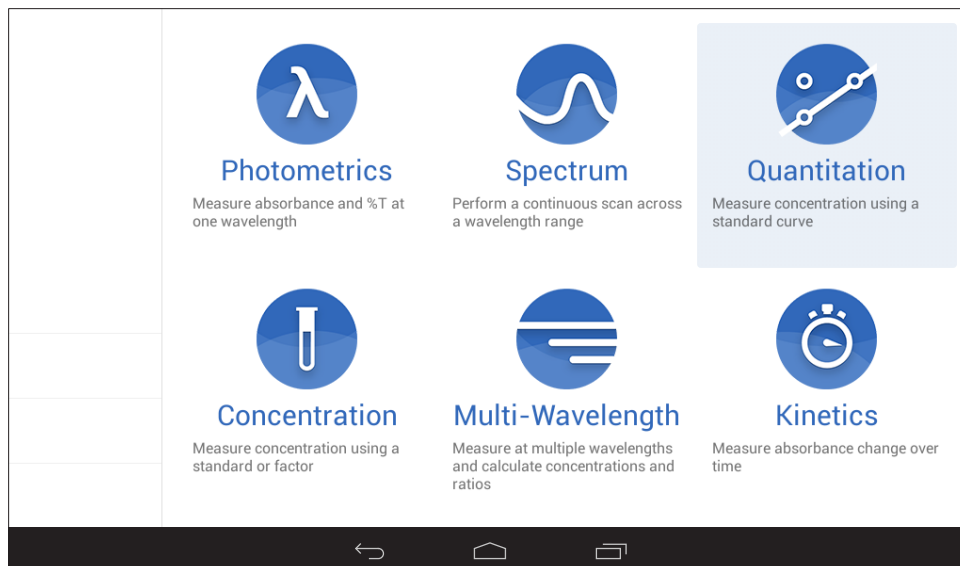 λ
Photometrics
Measure absorbance and %T at
one wavelength
Spectrum
Perform a continuous scan across
a wavelength range
Quantitation
Measure concentration using a
standard curve
Concentration
Measure concentration using a
standard or factor
Multi-Wavelength
Measure at multiple wavelengths
and calculate concentrations and
ratios
Kinetics
Measure absorbance change over
time